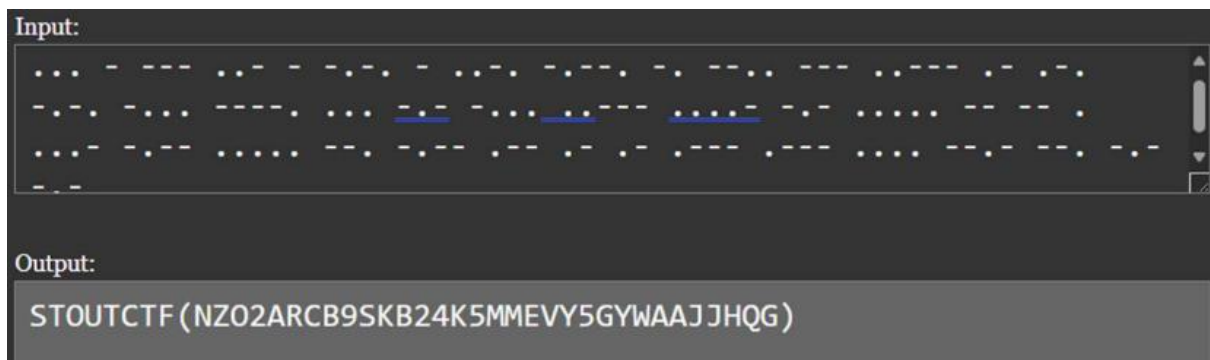 Input:
... - --- ..- - -.-. - ..-. -.--. -. --.. --- ..--- .- .-.
-.-. -... ----. ... -.- -... ..--- ....- -.- ..... -- -- .
...- -.-- ..... --. -.-- .-- .- .- .--- .--- .... --.- --. -.-
-.-
Output:
STOUTCTF(NZO2ARCB9SKB24K5MMEVY5GYWAAJJHQG)